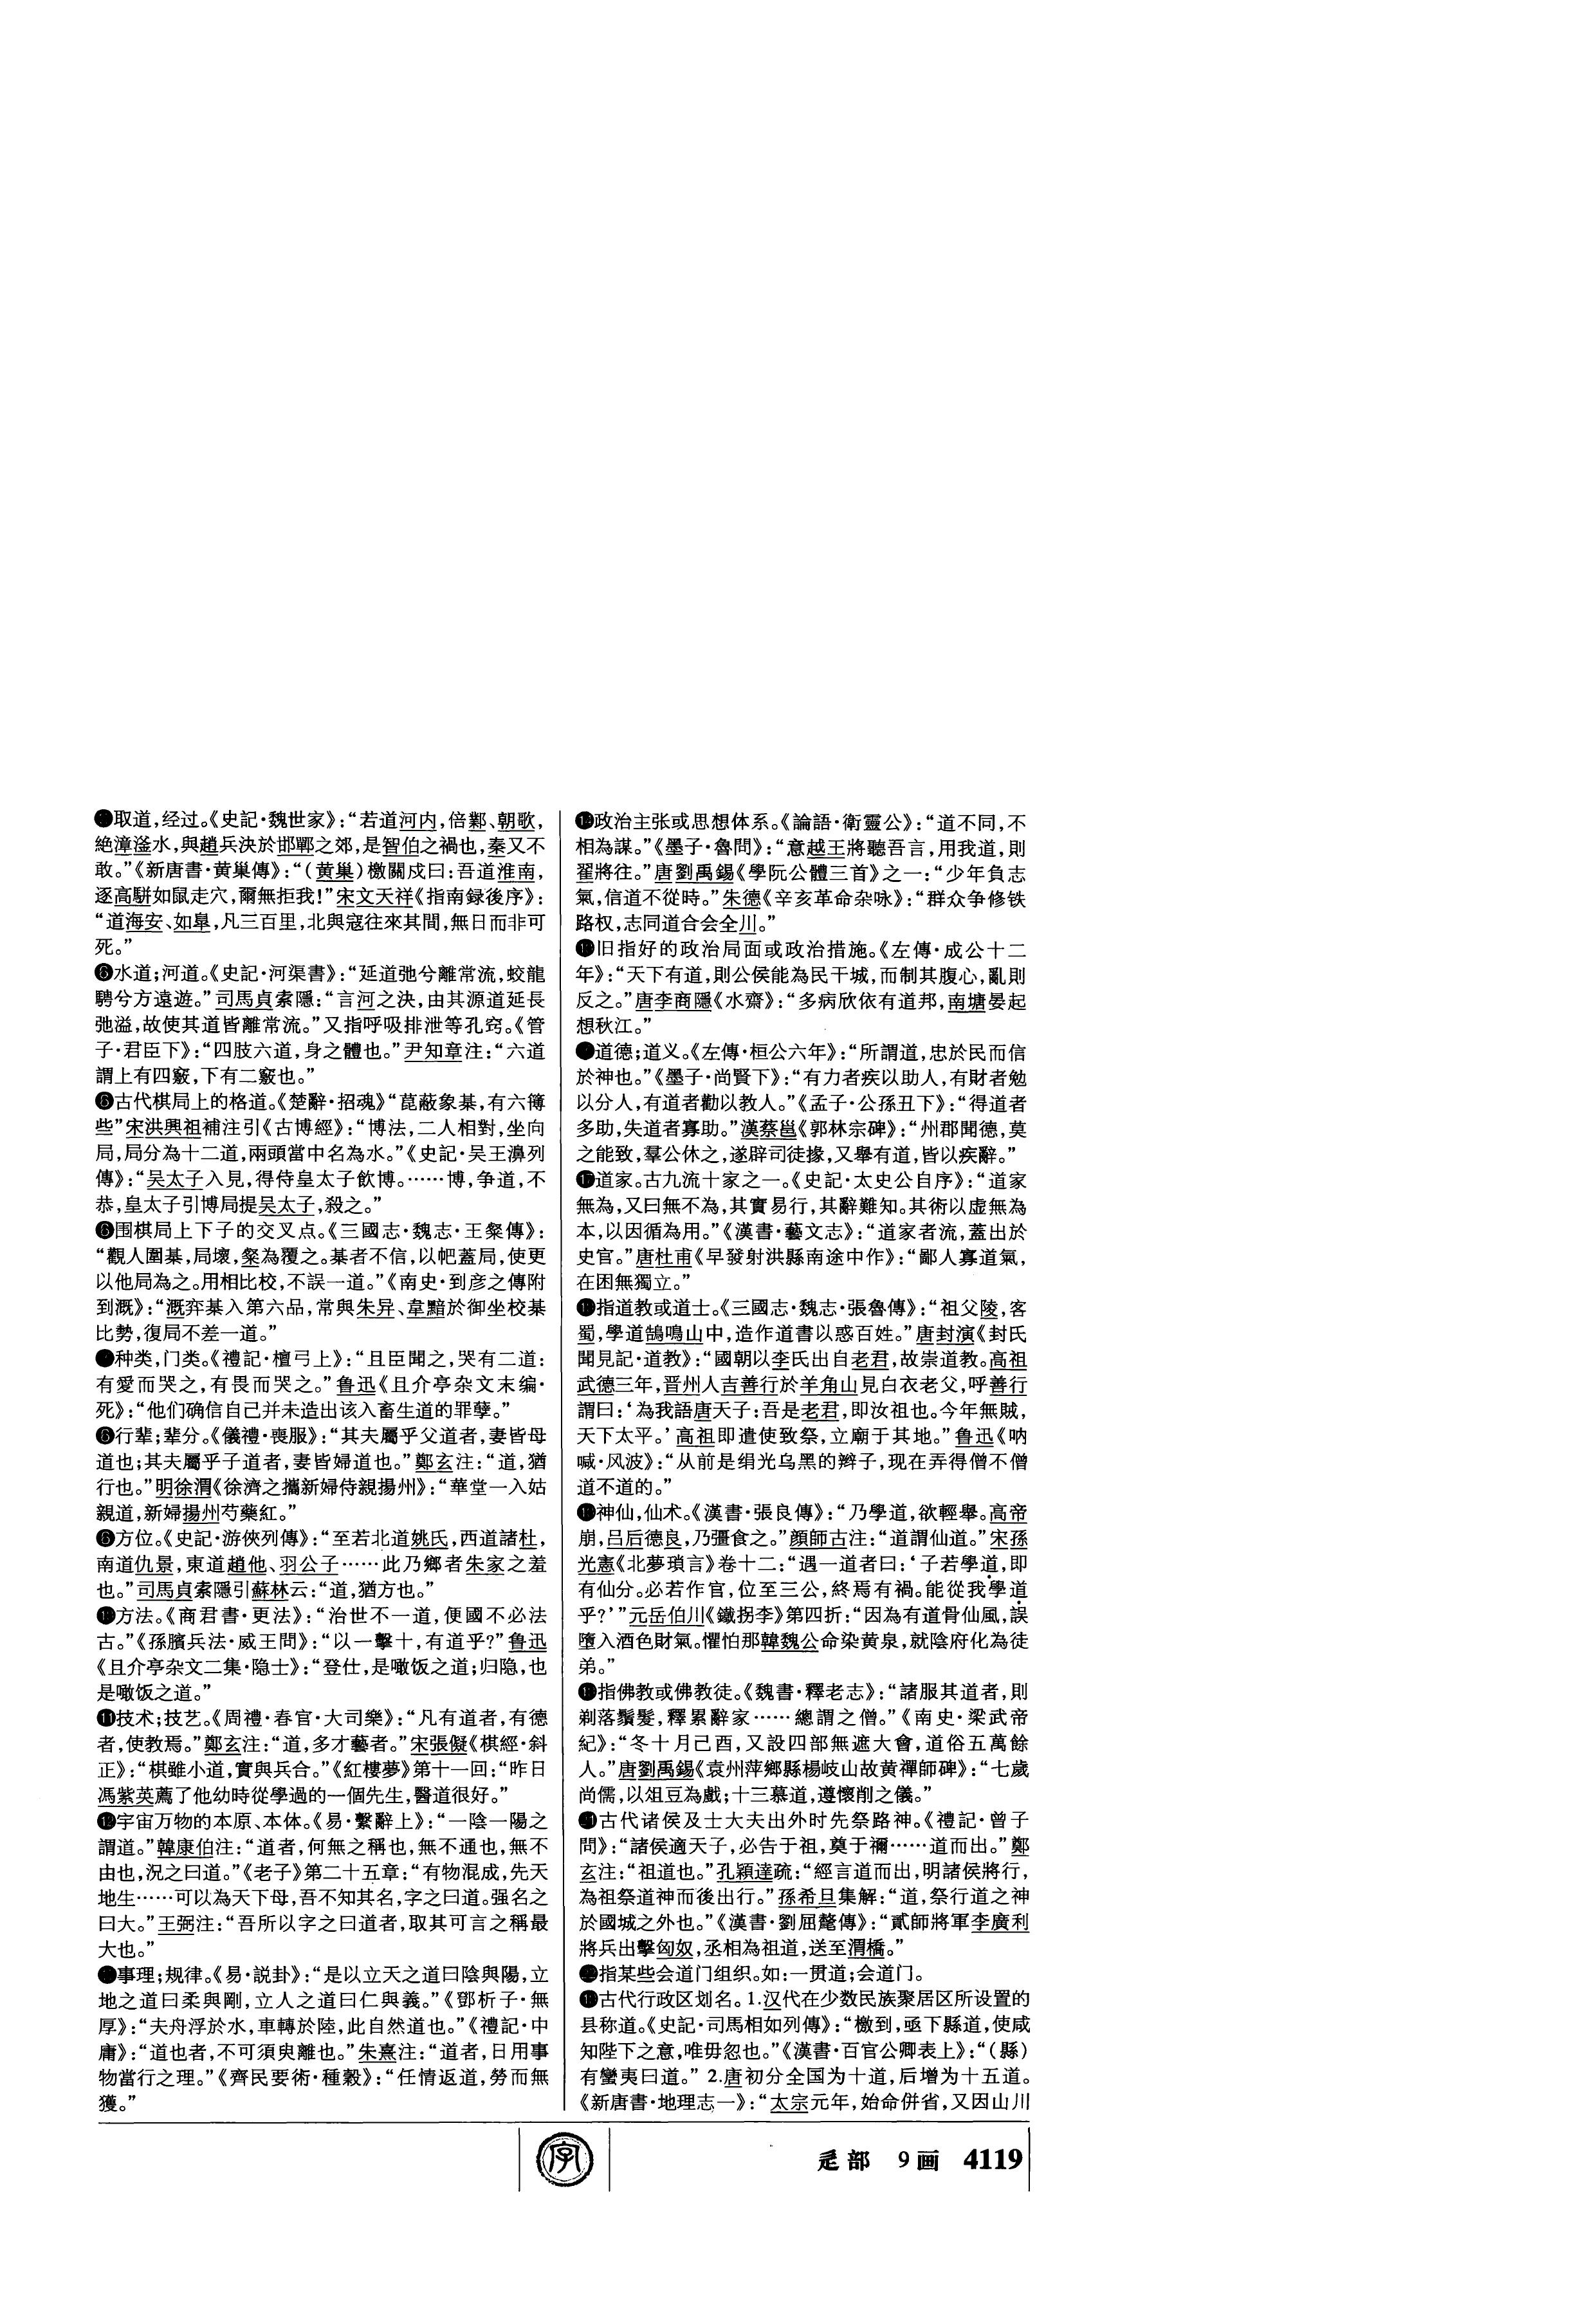 取道，经过。《史記·魏世家》：“若道河内，倍鄴、朝歌，
絶漳滏水，與趙兵決於邯鄲之郊，是智伯之禍也，秦又不
敢。”《新唐書·黄巢傳》：“（黄巢）檄關戍曰：吾道淮南，
逐高駢如鼠走穴，爾無拒我！”宋文天祥《指南録後序》：
“道海安、如臯，凡三百里，北與寇往來其間，無日而非可
死。”
❻水道；河道。《史記·河渠書》：“延道弛兮離常流，蛟龍
騁兮方遠遊。”司馬貞索隱：“言河之決，由其源道延長
弛溢，故使其道皆離常流。”又指呼吸排泄等孔窍。《管
子·君臣下》：“四肢六道，身之體也。”尹知章注：“六道
謂上有四竅，下有二竅也。”
❻古代棋局上的格道。《楚辭·招魂》“菎蔽象棊，有六簙
些”宋洪興祖補注引《古博經》：“博法，二人相對，坐向
局，局分為十二道，兩頭當中名為水。”《史記·吴王濞列
傳》：“吴太子入見，得侍皇太子飲博。……博，争道，不
恭，皇太子引博局提吴太子，殺之。”
❻围棋局上下子的交叉点。《三國志·魏志·王粲傳》：
“觀人圍棊，局壞，粲為覆之。棊者不信，以帊蓋局，使更
以他局為之。用相比校，不誤一道。”《南史·到彦之傳附
到溉》：“溉弈棊入第六品，常與朱异、韋黯於御坐校棊
比勢，復局不差一道。”
种类，门类。《禮記·檀弓上》：“且臣聞之，哭有二道：
有愛而哭之，有畏而哭之。”鲁迅《且介亭杂文末编·
死》：“他们确信自己并未造出该入畜生道的罪孽。”
❻行辈；辈分。《儀禮·喪服》：“其夫屬乎父道者，妻皆母
道也；其夫屬乎子道者，妻皆婦道也。”鄭玄注：“道，猶
行也。”明徐渭《徐濟之攜新婦侍親揚州》：“華堂一入姑
親道，新婦揚州芍藥紅。”
❻方位。《史記·游俠列傳》：“至若北道姚氏，西道諸杜，
南道仇景，東道趙他、羽公子……此乃鄉者朱家之羞
也。”司馬貞索隱引蘇林云：“道，猶方也。”
方法。《商君書·更法》：“治世不一道，便國不必法
古。”《孫臏兵法·威王問》：“以一擊十，有道乎？”鲁迅
《且介亭杂文二集·隐士》：“登仕，是噉饭之道；归隐，也
是噉饭之道。”
⓫技术；技艺。《周禮·春官·大司樂》：“凡有道者，有德
者，使教焉。”鄭玄注：“道，多才藝者。”宋張儗《棋經·斜
正》：“棋雖小道，實與兵合。”《紅樓夢》第十一回：“昨日
馮紫英薦了他幼時從學過的一個先生，醫道很好。”
⓬宇宙万物的本原、本体。《易·繫辭上》：“一陰一陽之
謂道。”韓康伯注：“道者，何無之稱也，無不通也，無不
由也，況之曰道。”《老子》第二十五章：“有物混成，先天
地生……可以為天下母，吾不知其名，字之曰道。强名之
曰大。”王弼注：“吾所以字之曰道者，取其可言之稱最
大也。”
事理；规律。《易·説卦》：“是以立天之道曰陰與陽，立
地之道曰柔與剛，立人之道曰仁與義。”《鄧析子·無
厚》：“夫舟浮於水，車轉於陸，此自然道也。”《禮記·中
庸》：“道也者，不可須臾離也。”朱熹注：“道者，日用事
物當行之理。”《齊民要術·種穀》：“任情返道，勞而無
獲。”
政治主张或思想体系。《論語·衛靈公》：“道不同，不
相為謀。”《墨子·魯問》：“意越王將聽吾言，用我道，則
翟將往。”唐劉禹錫《學阮公體三首》之一：“少年負志
氣，信道不從時。”朱德《辛亥革命杂咏》：“群众争修铁
路权，志同道合会全川。”
旧指好的政治局面或政治措施。《左傳·成公十二
年》：“天下有道，則公侯能為民干城，而制其腹心，亂則
反之。”唐李商隱《水齋》：“多病欣依有道邦，南塘晏起
想秋江。”
道德；道义。《左傳·桓公六年》：“所謂道，忠於民而信
於神也。”《墨子·尚賢下》：“有力者疾以助人，有財者勉
以分人，有道者勸以教人。”《孟子·公孫丑下》：“得道者
多助，失道者寡助。”漢蔡邕《郭林宗碑》：“州郡聞德，莫
之能致，羣公休之，遂辟司徒掾，又舉有道，皆以疾辭。”
道家。古九流十家之一。《史記·太史公自序》：“道家
無為，又曰無不為，其實易行，其辭難知。其術以虚無為
本，以因循為用。”《漢書·藝文志》：“道家者流，蓋出於
史官。”唐杜甫《早發射洪縣南途中作》：“鄙人寡道氣，
在困無獨立。”
指道教或道士。《三國志·魏志·張魯傳》：“祖父陵，客
蜀，學道鵠鳴山中，造作道書以惑百姓。”唐封演《封氏
聞見記·道教》：“國朝以李氏出自老君，故崇道教。高祖
武德三年，晋州人吉善行於羊角山見白衣老父，呼善行
謂曰：‘為我語唐天子：吾是老君，即汝祖也。今年無賊，
天下太平。’高祖即遣使致祭，立廟于其地。”鲁迅《呐
喊·风波》：“从前是绢光乌黑的辫子，现在弄得僧不僧
道不道的。”
神仙，仙术。《漢書·張良傳》：“乃學道，欲輕舉。高帝
崩，吕后德良，乃彊食之。”顔師古注：“道謂仙道。”宋孫
光憲《北夢瑣言》卷十二：“遇一道者曰：‘子若學道，即
有仙分。必若作官，位至三公，終焉有禍。能從我學道
乎？’”元岳伯川《鐵拐李》第四折：“因為有道骨仙風，誤
墮入酒色財氣。懼怕那韓魏公命染黄泉，就陰府化為徒
弟。”
指佛教或佛教徒。《魏書·釋老志》：“諸服其道者，則
剃落鬚髮，釋累辭家……總謂之僧。”《南史·梁武帝
紀》：“冬十月己酉，又設四部無遮大會，道俗五萬餘
人。”唐劉禹錫《袁州萍鄉縣楊岐山故黄禪師碑》：“七歲
尚儒，以俎豆為戲；十三慕道，遵懷削之儀。”
古代诸侯及士大夫出外时先祭路神。《禮記·曾子
問》：“諸侯適天子，必告于祖，奠于禰……道而出。”鄭
玄注：“祖道也。”孔穎達疏：“經言道而出，明諸侯將行，
為祖祭道神而後出行。”孫希旦集解：“道，祭行道之神
於國城之外也。”《漢書·劉屈氂傳》：“貳師將軍李廣利
將兵出擊匈奴，丞相為祖道，送至渭橋。”
指某些会道门组织。如：一贯道；会道门。
古代行政区划名。1.汉代在少数民族聚居区所设置的
县称道。《史記·司馬相如列傳》：“檄到，亟下縣道，使咸
知陛下之意，唯毋忽也。”《漢書·百官公卿表上》：“（縣）
有蠻夷曰道。”2.唐初分全国为十道，后增为十五道。
《新唐書·地理志一》：“太宗元年，始命併省，又因山川
字
辵部 9画 4119